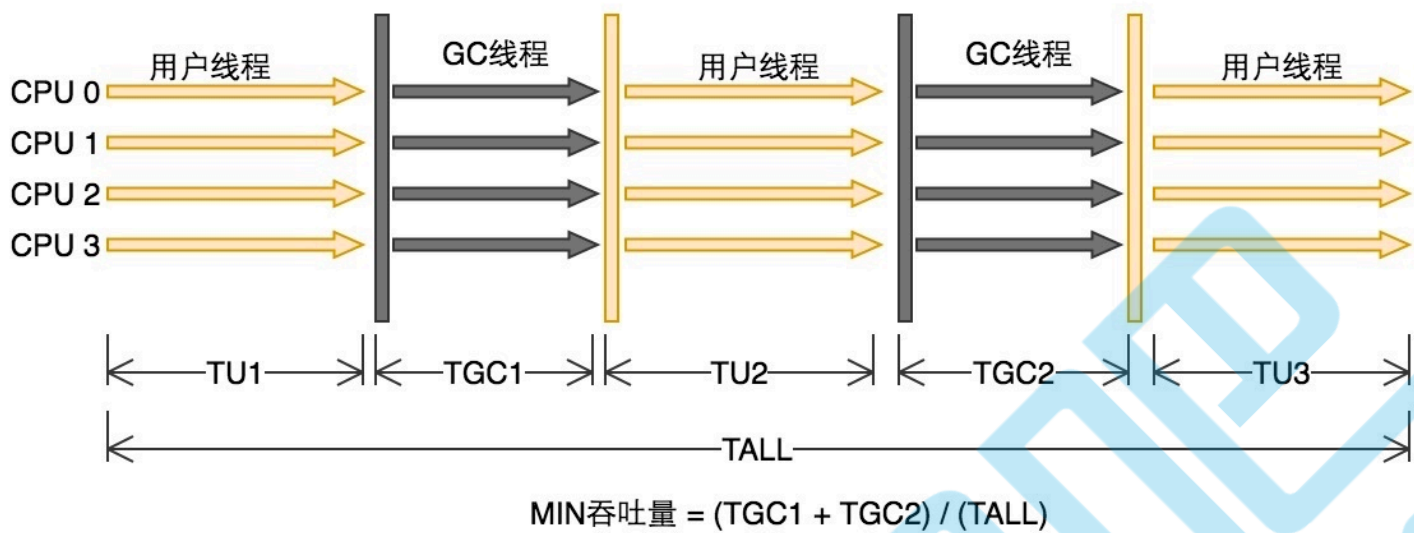 用户线程
GC线程
用户线程
GC线程
用户线程
CPU 0
CPU 1
CPU 2
CPU 3
TU1
TGC1
TU2
TGC2
TU3
TALL
MIN吞吐量 = (TGC1 + TGC2) / (TALL)